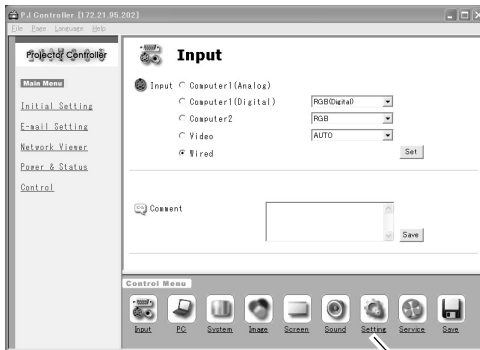 PJ Controller [172.21.95.202]
File Page Language Help
Projector Controller
Main Menu
Initial Setting
E-mail Setting
Network Viewer
Power & Status
Control
Input
Input
Computer1(Analog)
Computer1(Digital) RGB(Digital)
Computer2 RGB
Video AUTO
Wired
Set
Comment
Save
Control Menu
Input PC System Image Screen Sound Setting Service Save